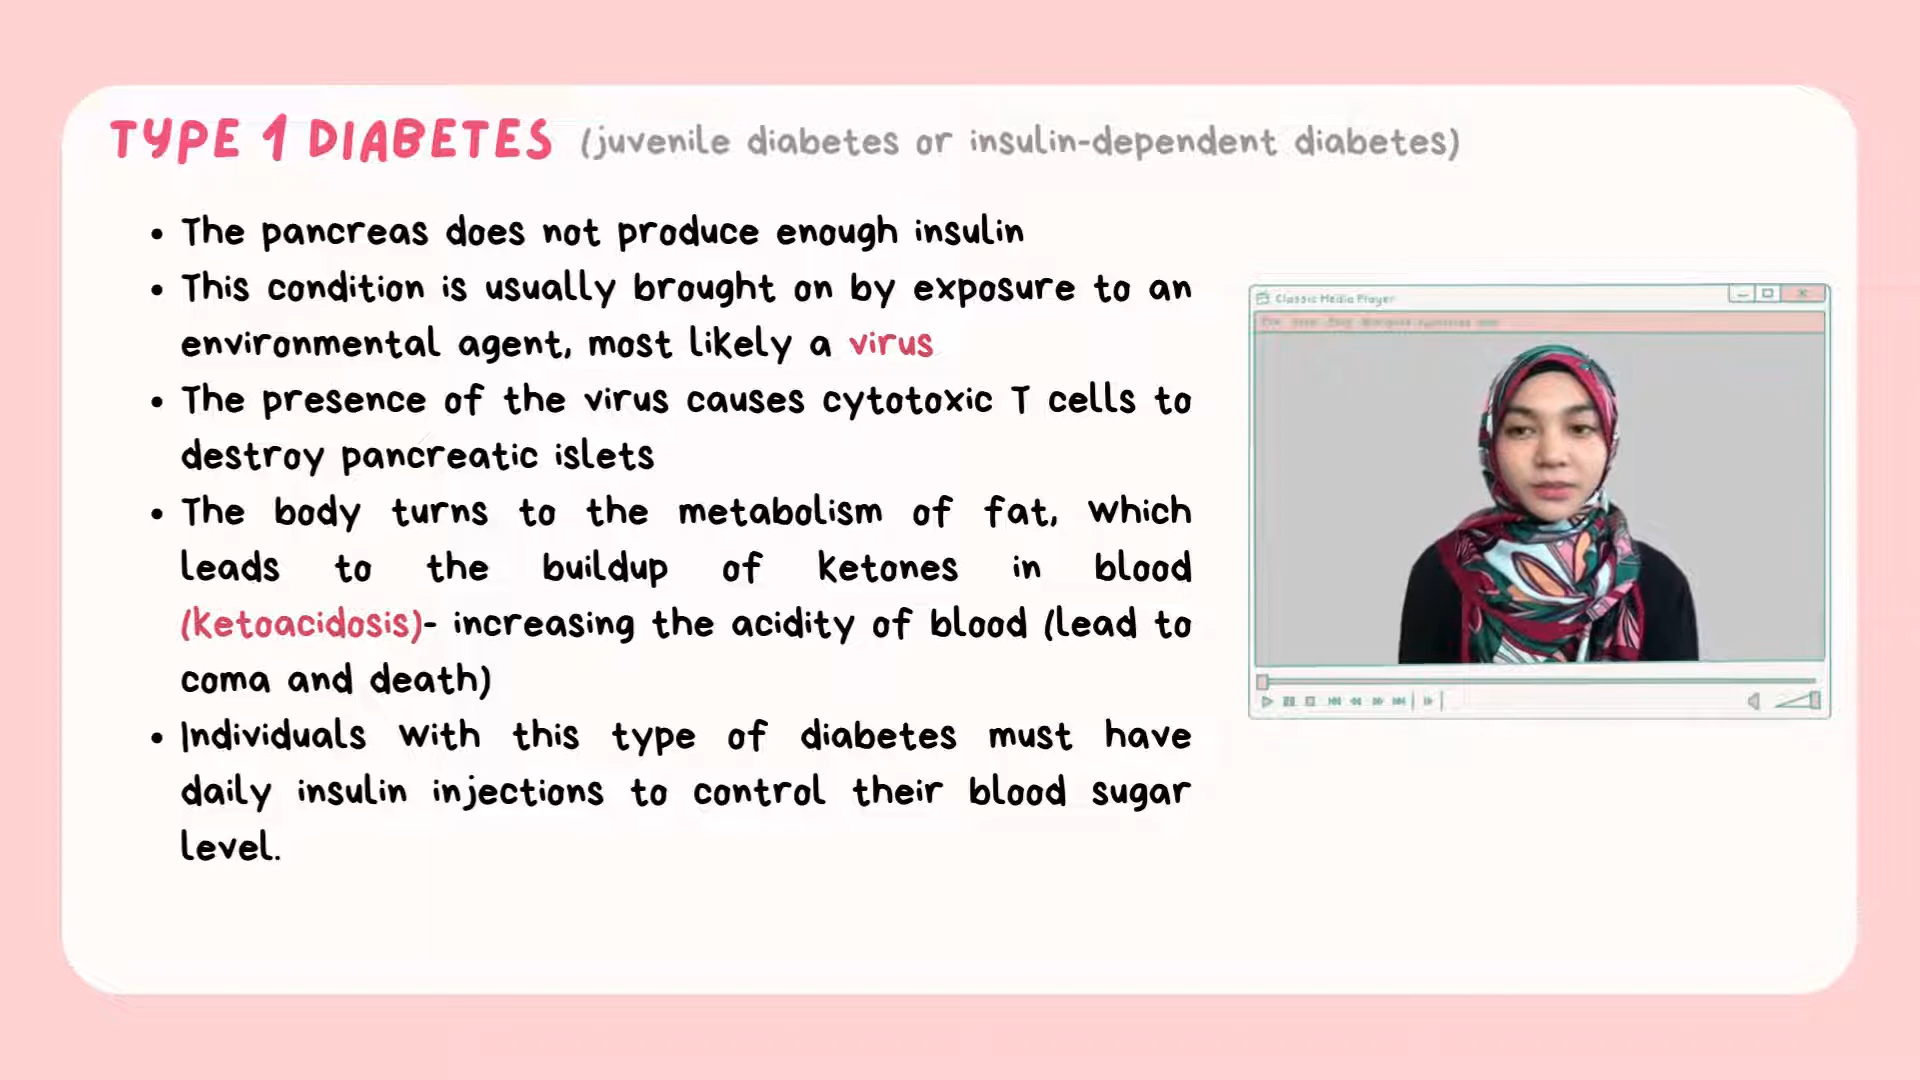 TYPE 1 DIABETES (juvenile diabetes or insulin-dependent diabetes)
• The pancreas does not produce enough insulin
• This condition is usually brought on by exposure to an
environmental agent, most likely a virus
• The presence of the virus causes cytotoxic T cells to
destroy pancreatic islets
• The body turns to the metabolism of fat, which
leads to the buildup of ketones in blood
(ketoacidosis)- increasing the acidity of blood (lead to
coma and death)
• Individuals with this type of diabetes must have
daily insulin injections to control their blood sugar
level.
Classic Media Player